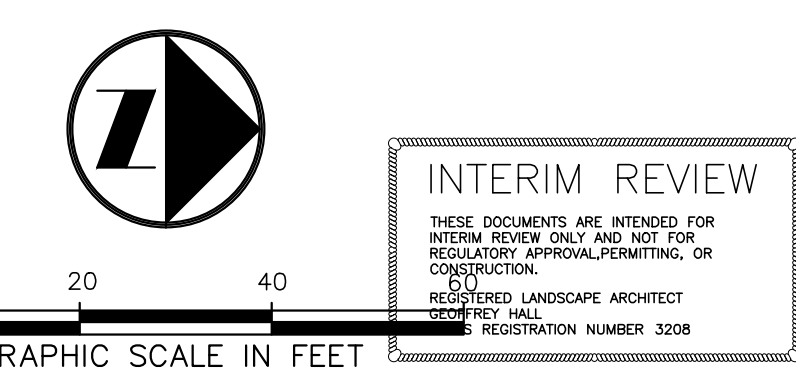 N
INTERIM REVIEW
THESE DOCUMENTS ARE INTENDED FOR
INTERIM REVIEW ONLY AND NOT FOR
REGULATORY APPROVAL,PERMITTING, OR
CONSTRUCTION.
REGISTERED LANDSCAPE ARCHITECT
GEOFFREY HALL
S REGISTRATION NUMBER 3208
20 40 60
RAPHIC SCALE IN FEET